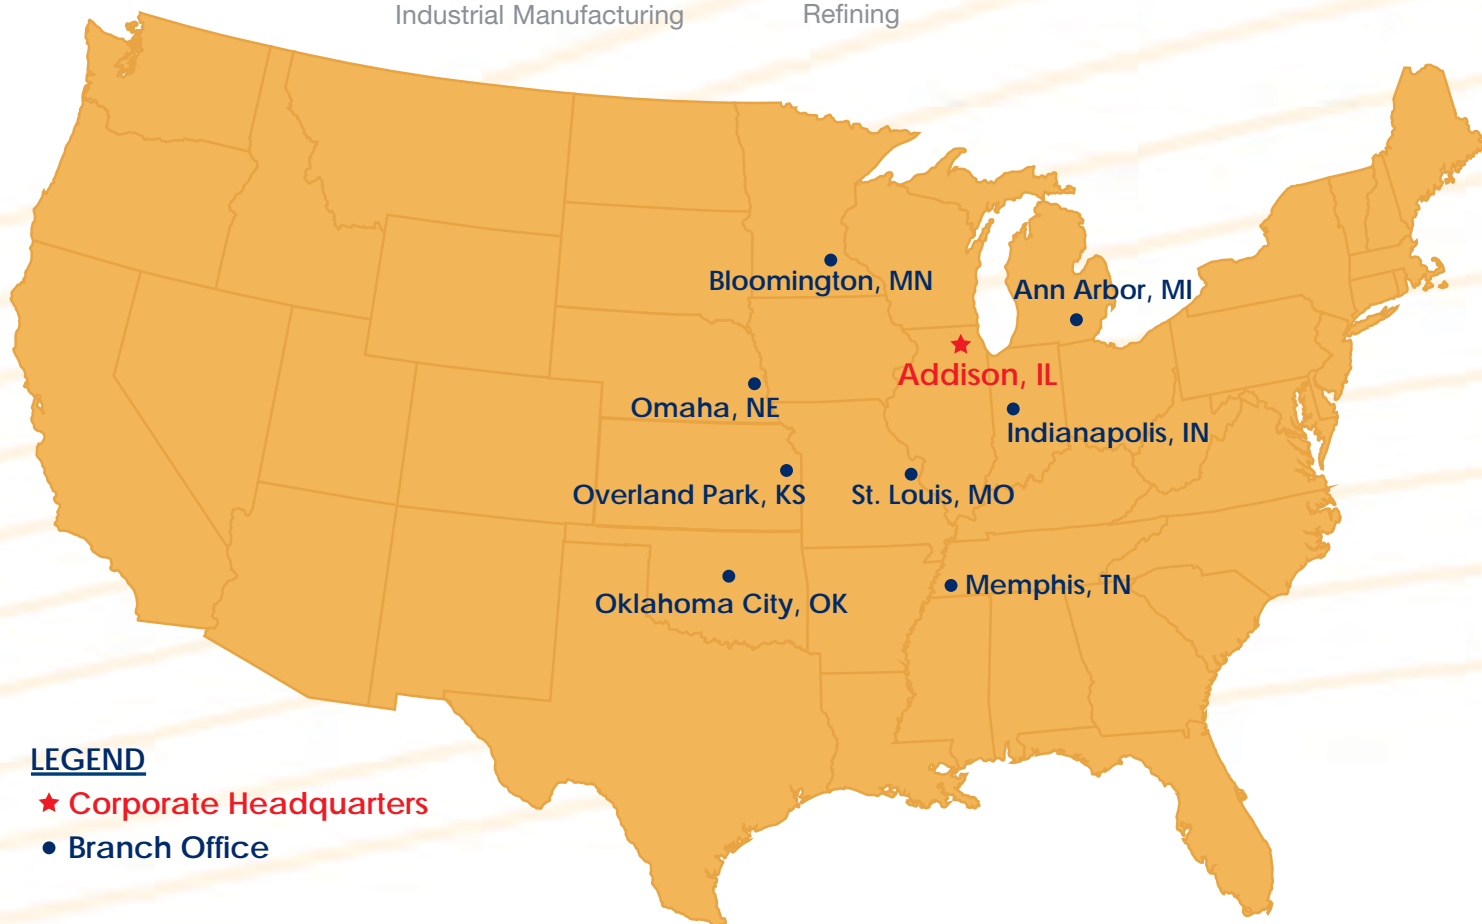 Industrial Manufacturing
Refining
Bloomington, MN
Ann Arbor, MI
Addison, IL
Omaha, NE
Indianapolis, IN
Overland Park, KS
St. Louis, MO
Memphis, TN
Oklahoma City, OK
LEGEND
Corporate Headquarters
Branch Office